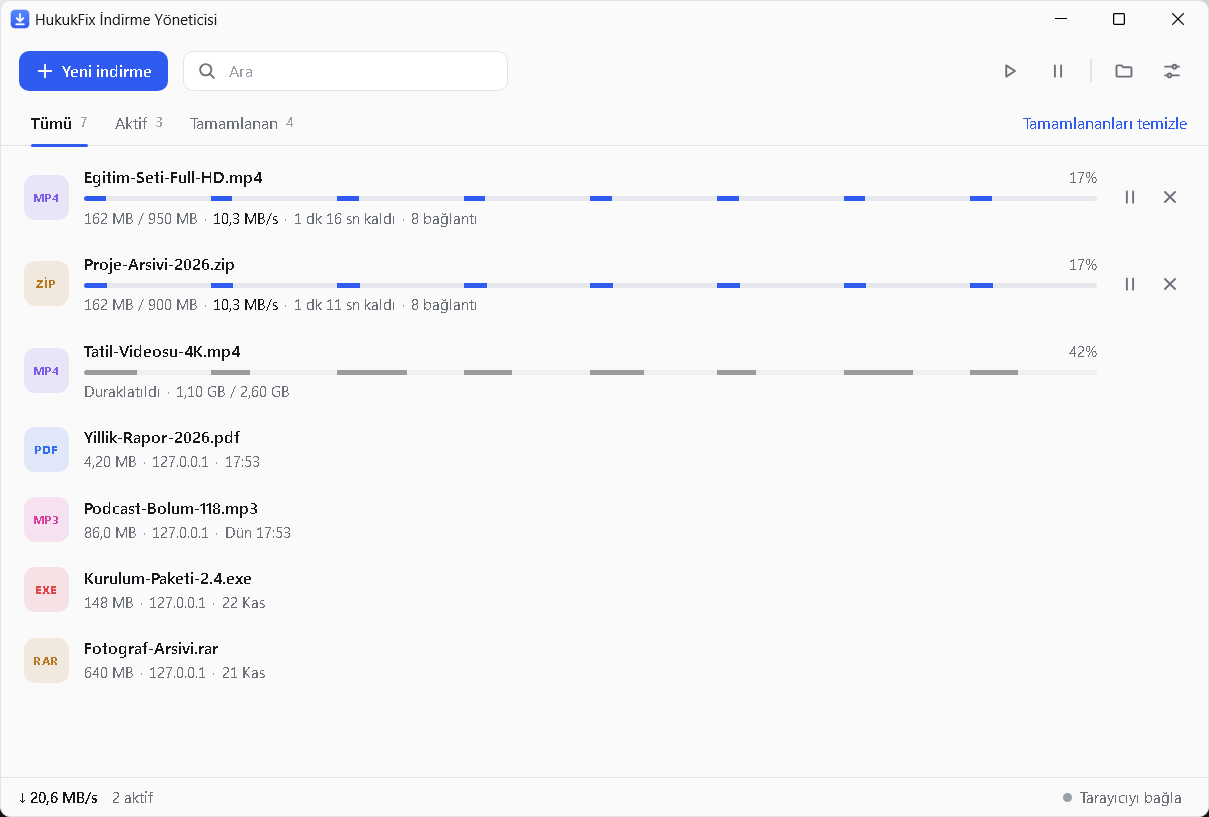 HukukFix İndirme Yöneticisi
Yeni indirme
Ara
Tümü 7
Aktif 3
Tamamlanan 4
Tamamlananları temizle
MP4
Egitim-Seti-Full-HD.mp4
17%
162 MB / 950 MB · 10,3 MB/s · 1 dk 16 sn kaldı · 8 bağlantı
ZİP
Proje-Arsivi-2026.zip
17%
162 MB / 900 MB · 10,3 MB/s · 1 dk 11 sn kaldı · 8 bağlantı
MP4
Tatil-Videosu-4K.mp4
42%
Duraklatıldı · 1,10 GB / 2,60 GB
PDF
Yillik-Rapor-2026.pdf
4,20 MB · 127.0.0.1 · 17:53
MP3
Podcast-Bolum-118.mp3
86,0 MB · 127.0.0.1 · Dün 17:53
EXE
Kurulum-Paketi-2.4.exe
148 MB · 127.0.0.1 · 22 Kas
RAR
Fotograf-Arsivi.rar
640 MB · 127.0.0.1 · 21 Kas
↓ 20,6 MB/s 2 aktif
Tarayıcıyı bağla